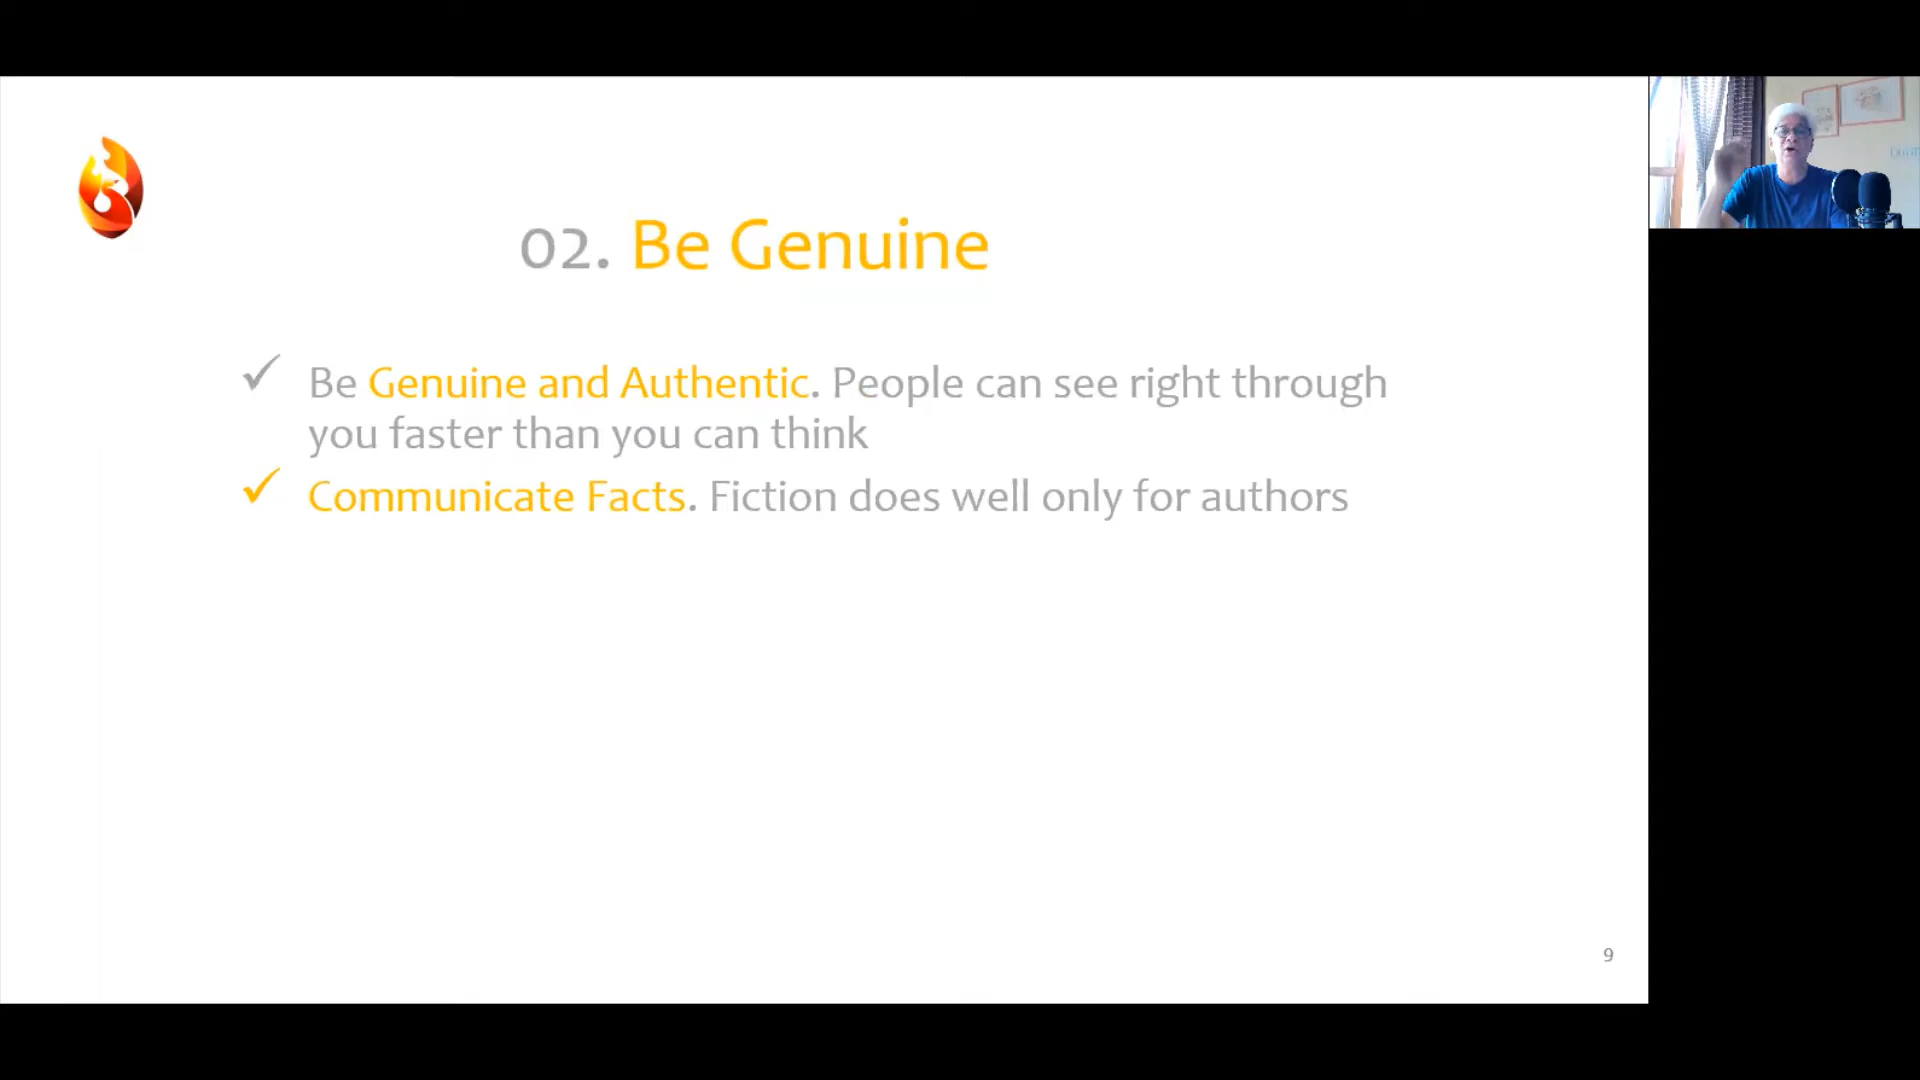 02. Be Genuine
✓ Be Genuine and Authentic. People can see right through
you faster than you can think
✓ Communicate Facts. Fiction does well only for authors
9